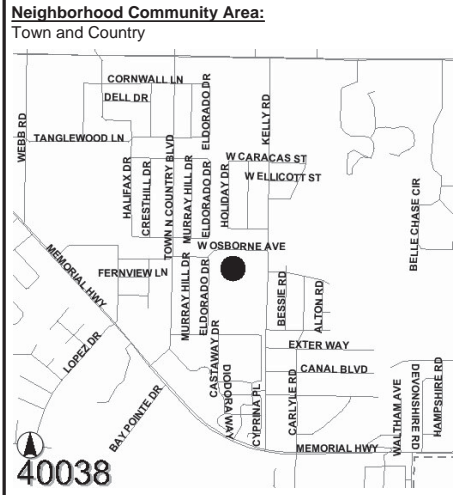 Neighborhood Community Area:
Town and Country
CORNWALL LN
DELL DR
ELDORADO DR
KELLY RD
WEBB RD
TANGLEWOOD LN
HALIFAX DR
CRESTHILL DR
TOWN N COUNTRY BLVD
MURRAY HILL DR
ELDORADO DR
HOLIDAY DR
W CARACAS ST
W ELLICOTT ST
BELLE CHASE CIR
W OSBORNE AVE
MEMORIAL HWY
FERNVIEW LN
MURRAY HILL DR
ELDORADO DR
BESSIE RD
ALTON RD
LOPEZ DR
CASTAWAY DR
EXTER WAY
CANAL BLVD
BAY POINTE DR
DIODORA WAY
CYPRINA PL
CARLYLE RD
WALTHAM AVE
DEVONSHIRE RD
HAMPSHIRE RD
MEMORIAL HWY
40038